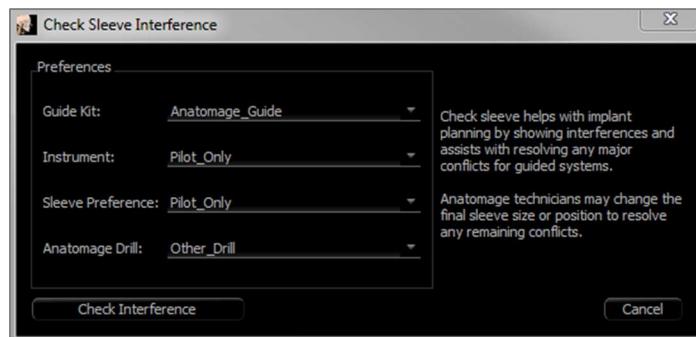 Check Sleeve Interference
Preferences
Guide Kit: Anatomage_Guide
Instrument: Pilot_Only
Sleeve Preference: Pilot_Only
Anatomage Drill: Other_Drill
Check sleeve helps with implant
planning by showing interferences and
assists with resolving any major
conflicts for guided systems.
Anatomage technicians may change the
final sleeve size or position to resolve
any remaining conflicts.
Check Interference
Cancel